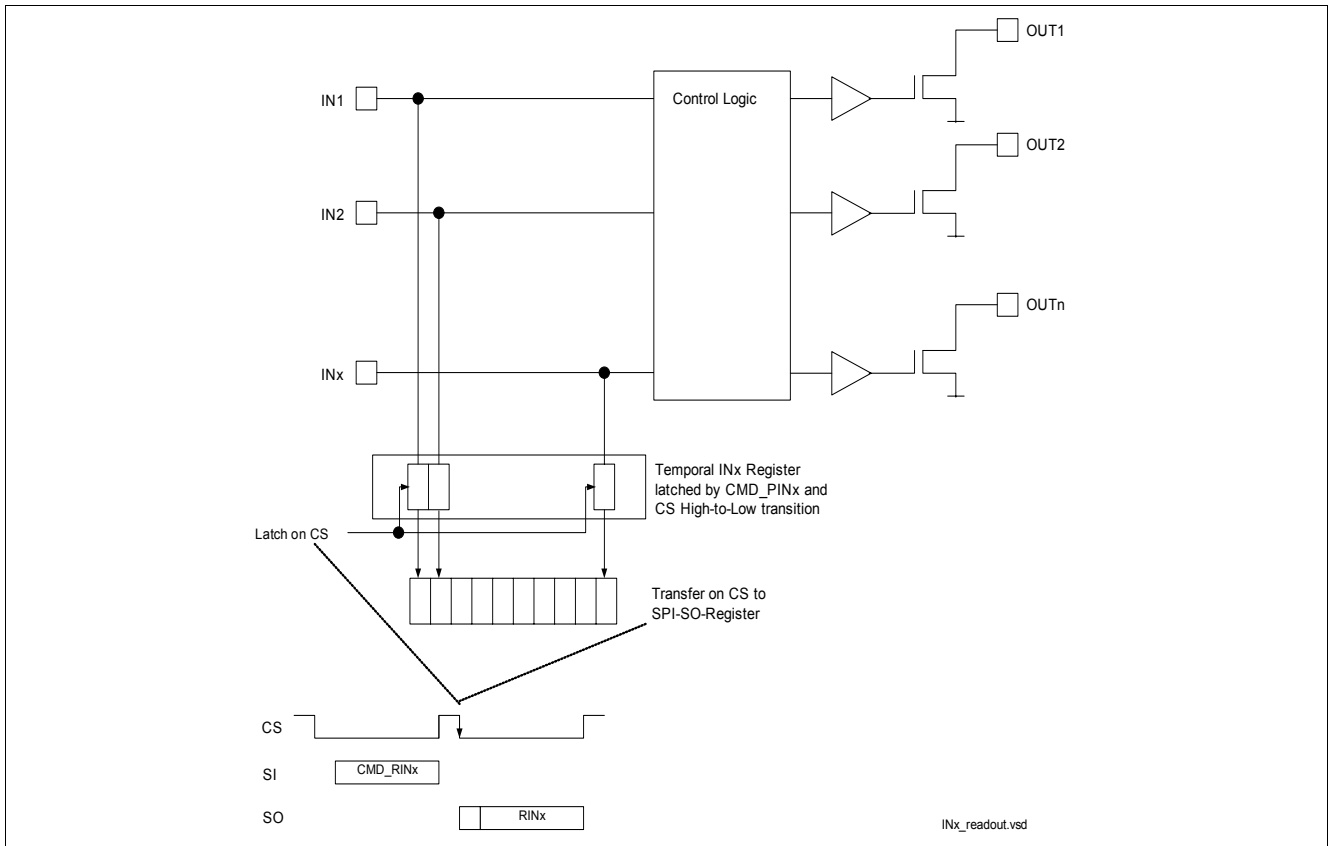 OUT1
IN1
Control Logic
OUT2
IN2
OUTn
INx
Temporal INx Register
latched by CMD_PINx and
CS High-to-Low transition
Latch on CS
Transfer on CS to
SPI-SO-Register
CS
SI
CMD_RINx
SO
RINx
INx_readout.vsd